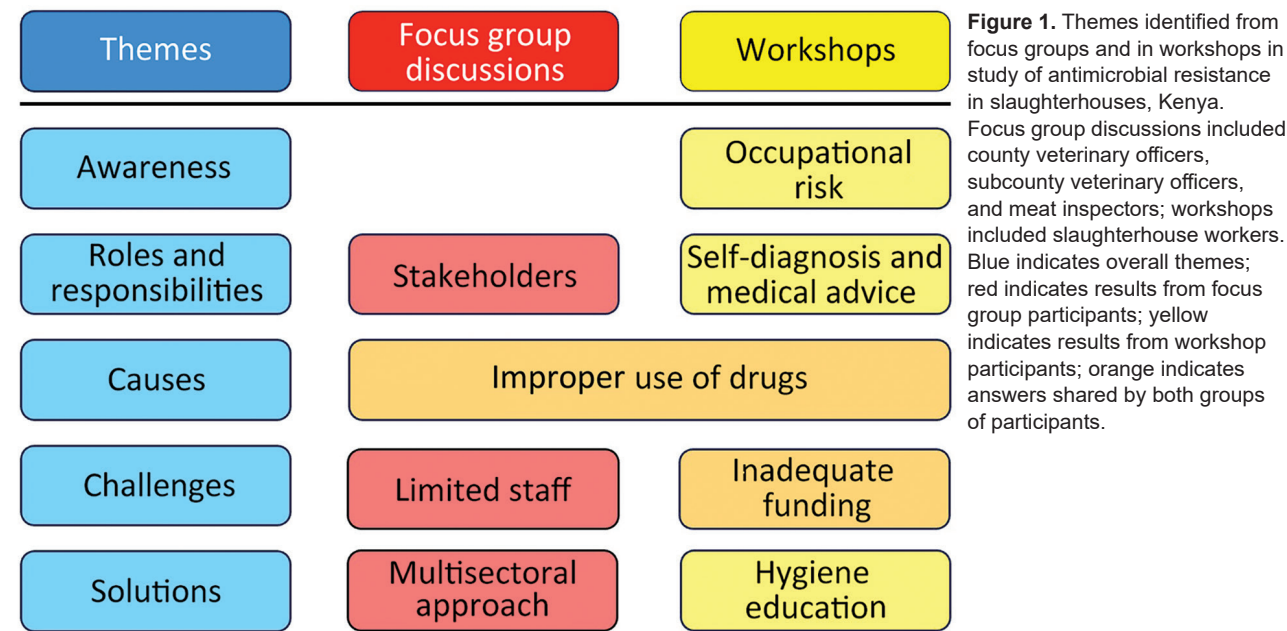 Themes
Focus group
discussions
Workshops
Awareness
Occupational
risk
Roles and
responsibilities
Stakeholders
Self-diagnosis and
medical advice
Causes
Improper use of drugs
Challenges
Limited staff
Inadequate
funding
Solutions
Multisectoral
approach
Hygiene
education
Figure 1. Themes identified from
focus groups and in workshops in
study of antimicrobial resistance
in slaughterhouses, Kenya.
Focus group discussions included
county veterinary officers,
subcounty veterinary officers,
and meat inspectors; workshops
included slaughterhouse workers.
Blue indicates overall themes;
red indicates results from focus
group participants; yellow
indicates results from workshop
participants; orange indicates
answers shared by both groups
of participants.